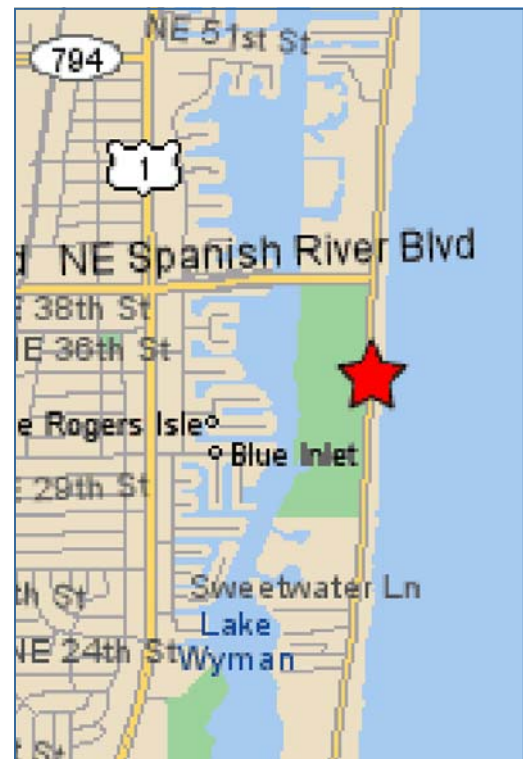 NE 51st St
794
1
d NE Spanish River Blvd
E 38th St
NE 36th St
e Rogers Isle
Blue Inlet
E 29th St
Sweetwater Ln
th St
Lake
Wyman
NE 24th St
t St